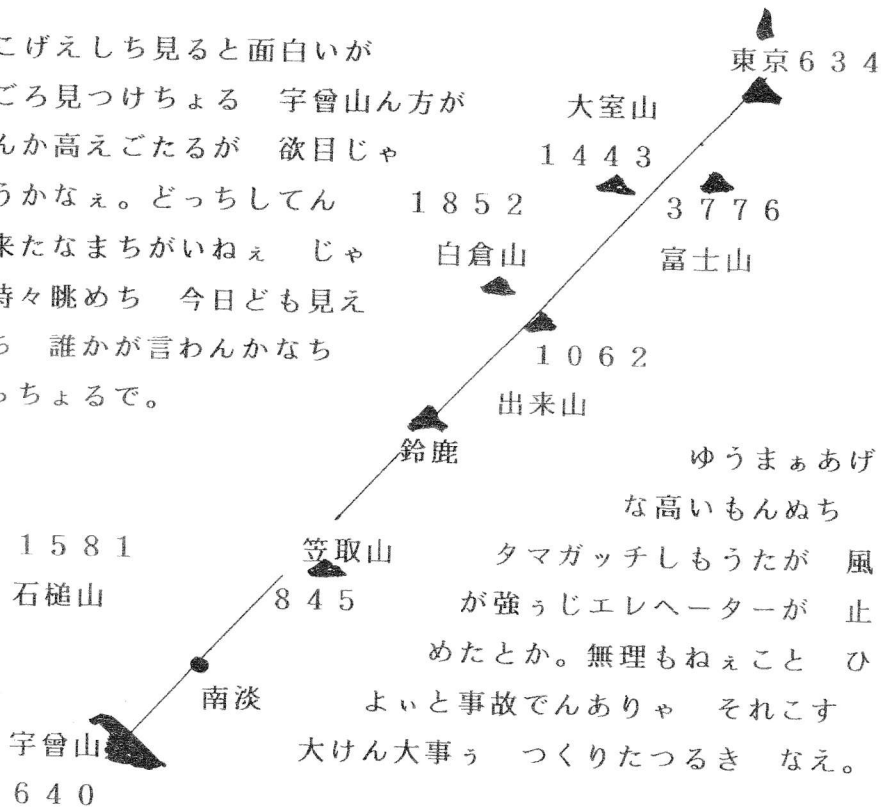 こげえしち見ると面白いが
ごろ見つけちょる 宇曾山ん方が
んか高えごたるが 欲目じゃ
うかなぇ。どっちしてん
来たなまちがいねぇ じゃ
時々眺めち 今日ども見え
ち 誰かが言わんかなち
っちょるで。
東京634
大室山
1443
3776
富士山
1852
白倉山
1062
出来山
鈴鹿
笠取山
845
1581
石槌山
南淡
宇曾山
640
ゆうまぁあげ
な高いもんぬち
タマガッチしもうたが 風
が強ぅじエレベーターが 止
めたとか。無理もねぇこと ひ
よぃと事故でんありゃ それこす
大けん大事ぅ つくりたつるき なえ。